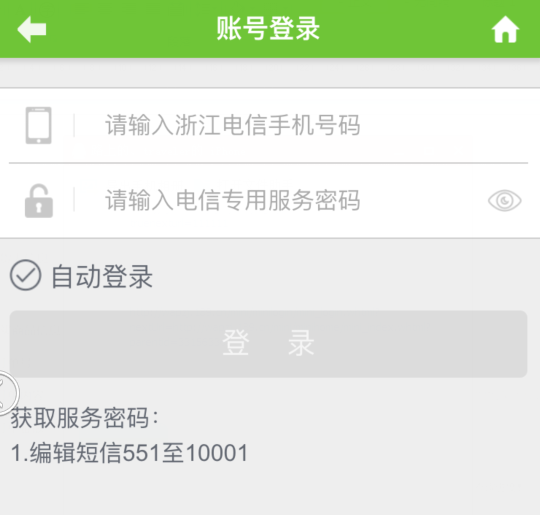 账号登录
请输入浙江电信手机号码
请输入电信专用服务密码
自动登录
登 录
获取服务密码：
1.编辑短信551至10001